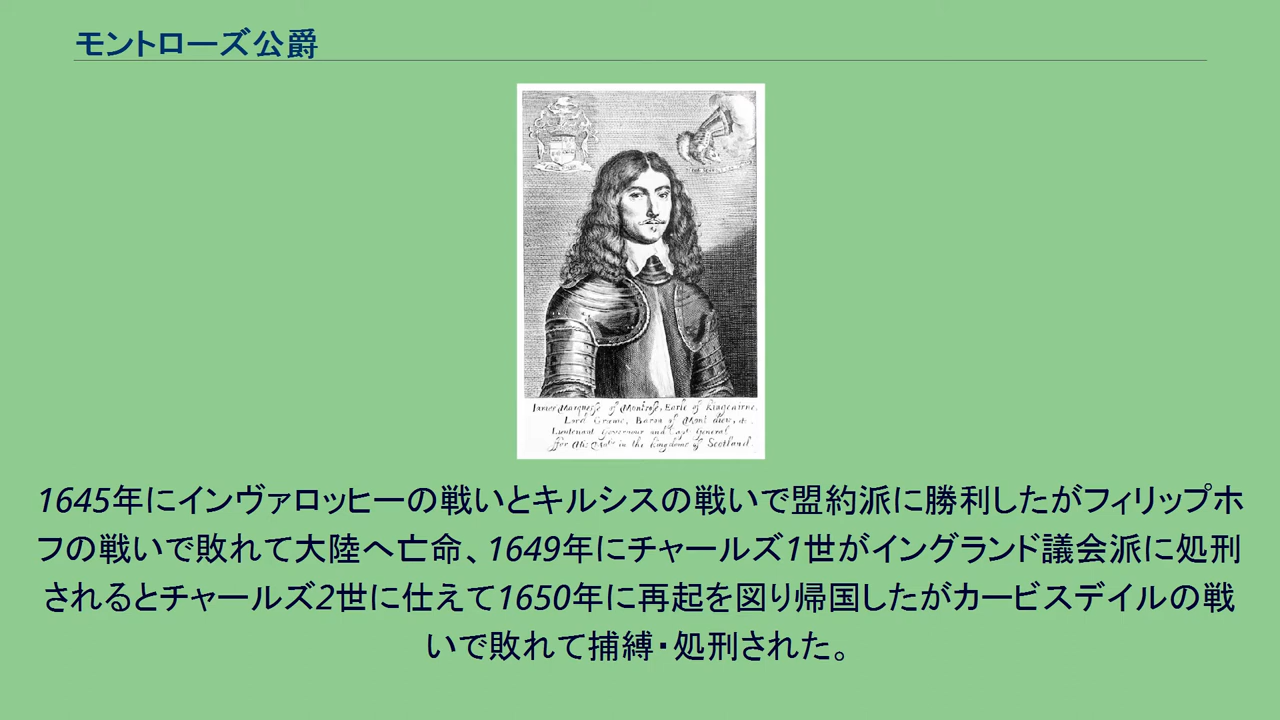 モントローズ公爵
James Marquesse of Montrose, Earle of Kingcairne,
Lord Græme, Baron of Mont dieu, &c.
Lieutenant Governour and Capt General
for His Matie in the Kingdome of Scotland.
1645年にインヴァロッヒーの戦いとキルシスの戦いで盟約派に勝利したがフィリップホ
フの戦いで敗れて大陸へ亡命、1649年にチャールズ1世がイングランド議会派に処刑
されるとチャールズ2世に仕えて1650年に再起を図り帰国したがカービスデイルの戦
いで敗れて捕縛・処刑された。